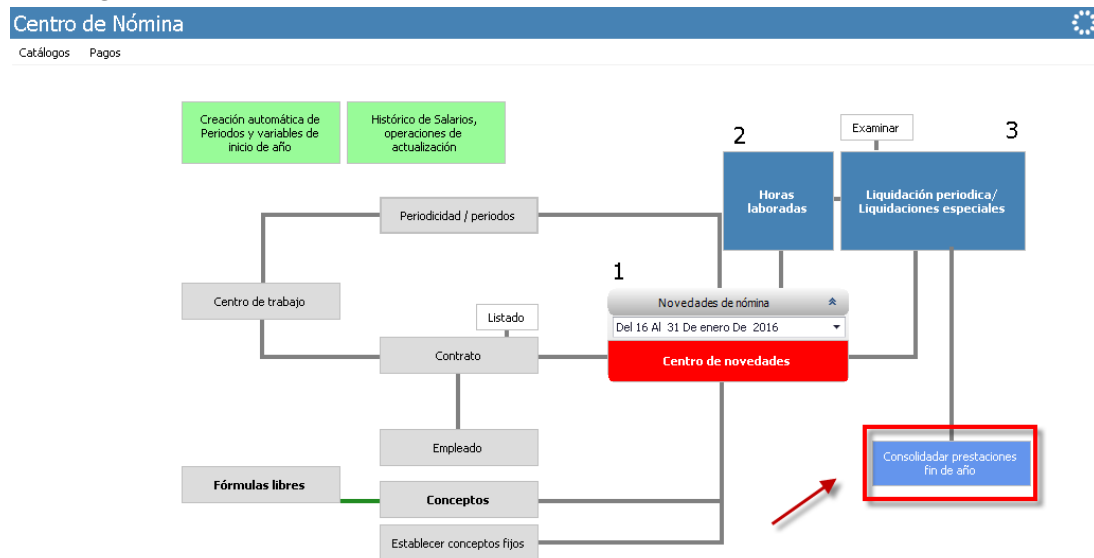 Centro de Nómina
Catálogos Pagos
Creación automática de
Periodos y variables de
inicio de año
Histórico de Salarios,
operaciones de
actualización
2
Examinar
3
Horas
laboradas
Liquidación periodica/
Liquidaciones especiales
Periodicidad / periodos
1
Centro de trabajo
Novedades de nómina
Listado
Del 16 Al 31 De enero De 2016
Contrato
Centro de novedades
Empleado
Consolidadar prestaciones
fin de año
Fórmulas libres
Conceptos
Establecer conceptos fijos